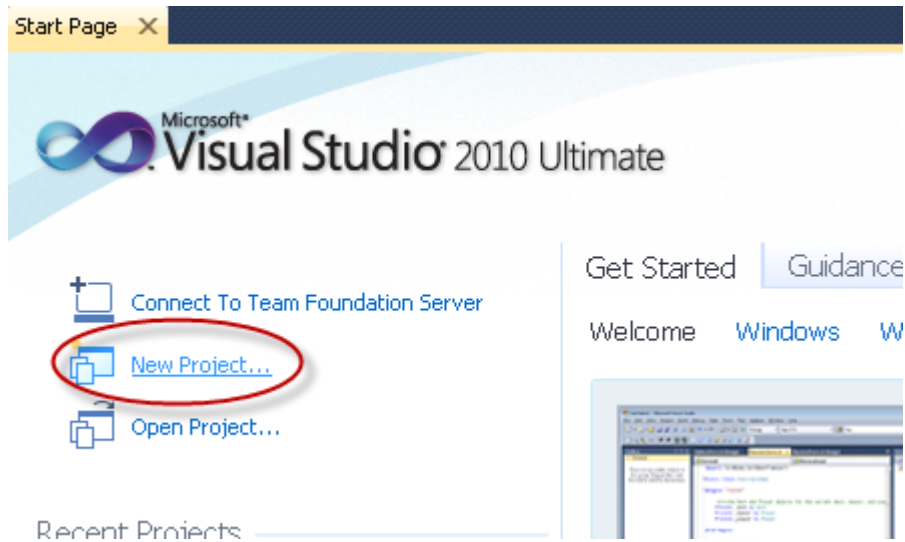 Start Page
Microsoft®
Visual Studio® 2010 Ultimate
Connect To Team Foundation Server
New Project...
Open Project...
Recent Projects
Get Started
Guidance
Welcome
Windows
W